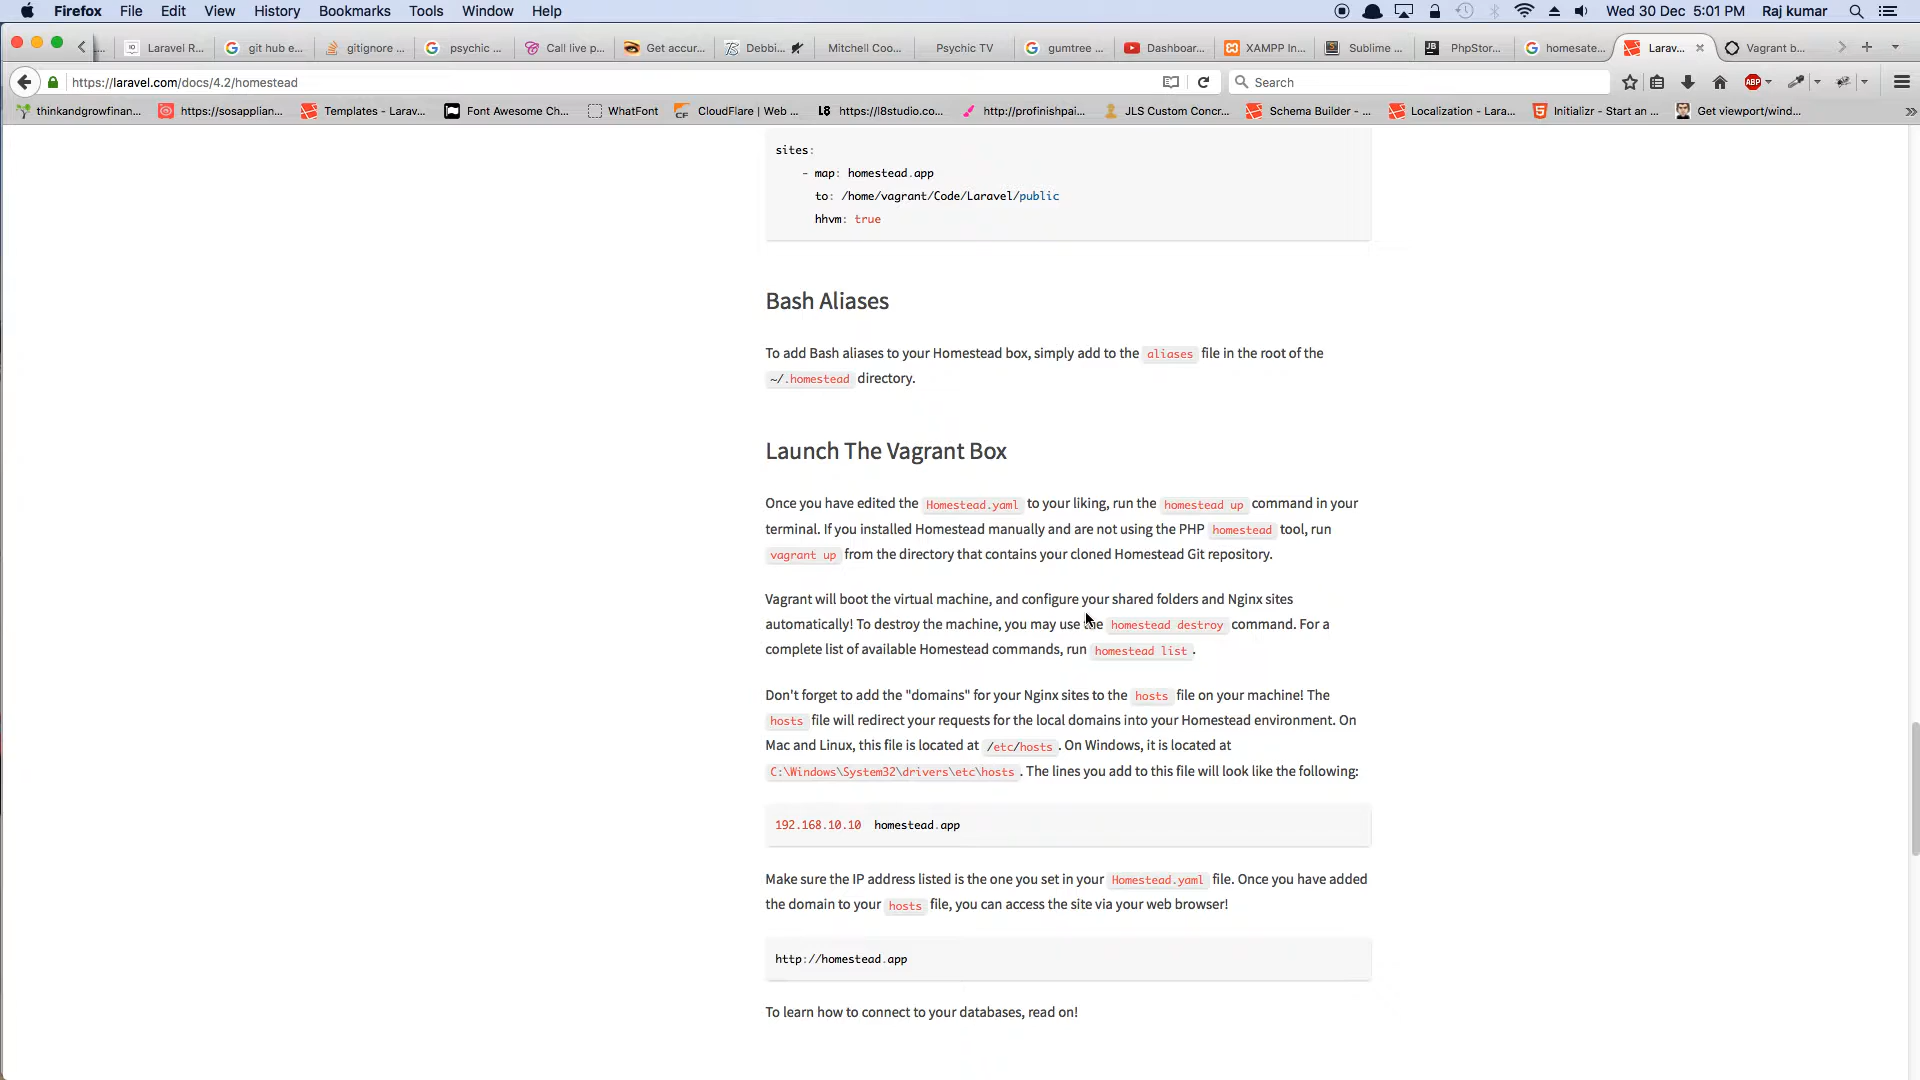 Firefox File Edit View History Bookmarks Tools Window Help Wed 30 Dec 5:01 PM Raj kumar
... Laravel R... git hub e... gitignore ... psychic ... Call live p... Get accur... Debbi... Mitchell Coo... Psychic TV gumtree ... Dashboar... XAMPP In... Sublime ... PhpStor... homesate... Larav... Vagrant b...
https://laravel.com/docs/4.2/homestead Search ABP
thinkandgrowfinan... https://sosapplian... Templates - Larav... Font Awesome Ch... WhatFont CloudFlare | Web ... L8 https://l8studio.co... http://profinishpai... JLS Custom Concr... Schema Builder - ... Localization - Lara... Initializr - Start an ... Get viewport/wind...
sites:
- map: homestead.app
to: /home/vagrant/Code/Laravel/public
hhvm: true
Bash Aliases
To add Bash aliases to your Homestead box, simply add to the aliases file in the root of the
~/.homestead directory.
Launch The Vagrant Box
Once you have edited the Homestead.yaml to your liking, run the homestead up command in your
terminal. If you installed Homestead manually and are not using the PHP homestead tool, run
vagrant up from the directory that contains your cloned Homestead Git repository.
Vagrant will boot the virtual machine, and configure your shared folders and Nginx sites
automatically! To destroy the machine, you may use the homestead destroy command. For a
complete list of available Homestead commands, run homestead list.
Don't forget to add the "domains" for your Nginx sites to the hosts file on your machine! The
hosts file will redirect your requests for the local domains into your Homestead environment. On
Mac and Linux, this file is located at /etc/hosts. On Windows, it is located at
C:\Windows\System32\drivers\etc\hosts. The lines you add to this file will look like the following:
192.168.10.10 homestead.app
Make sure the IP address listed is the one you set in your Homestead.yaml file. Once you have added
the domain to your hosts file, you can access the site via your web browser!
http://homestead.app
To learn how to connect to your databases, read on!